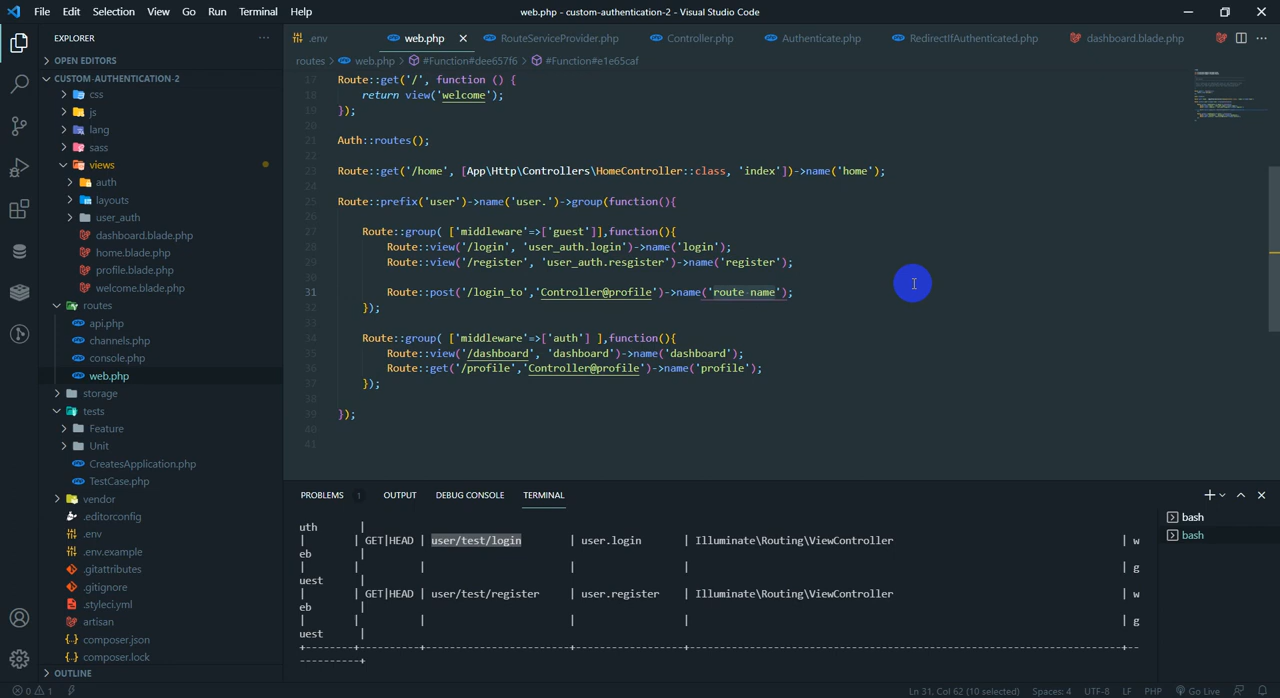 File Edit Selection View Go Run Terminal Help
web.php - custom-authentication-2 - Visual Studio Code
EXPLORER
OPEN EDITORS
CUSTOM-AUTHENTICATION-2
css
js
lang
sass
views
auth
layouts
user_auth
dashboard.blade.php
home.blade.php
profile.blade.php
welcome.blade.php
routes
api.php
channels.php
console.php
web.php
storage
tests
Feature
Unit
CreatesApplication.php
TestCase.php
vendor
.editorconfig
.env
.env.example
.gitattributes
.gitignore
.styleci.yml
artisan
composer.json
composer.lock
OUTLINE
.env web.php RouteServiceProvider.php Controller.php Authenticate.php RedirectIfAuthenticated.php dashboard.blade.php
routes > web.php > #Function#dee657f6 > #Function#e1e65caf
17 Route::get('/', function () {
18 return view('welcome');
19 });
20
21 Auth::routes();
22
23 Route::get('/home', [App\Http\Controllers\HomeController::class, 'index'])->name('home');
24
25 Route::prefix('user')->name('user.')->group(function(){
26
27 Route::group( ['middleware'=>['guest']],function(){
28 Route::view('/login', 'user_auth.login')->name('login');
29 Route::view('/register', 'user_auth.resgister')->name('register');
30
31 Route::post('/login_to','Controller@profile')->name('route name');
32 });
33
34 Route::group( ['middleware'=>['auth'] ],function(){
35 Route::view('/dashboard', 'dashboard')->name('dashboard');
36 Route::get('/profile','Controller@profile')->name('profile');
37 });
38
39 });
40
41
PROBLEMS 1 OUTPUT DEBUG CONSOLE TERMINAL
uth |
| | GET|HEAD | user/test/login | user.login | Illuminate\Routing\ViewController | w
eb |
| | | | | | g
uest |
| | GET|HEAD | user/test/register | user.register | Illuminate\Routing\ViewController | w
eb |
| | | | | | g
uest |
bash
bash
0 1
Ln 31, Col 62 (10 selected) Spaces: 4 UTF-8 LF PHP Go Live